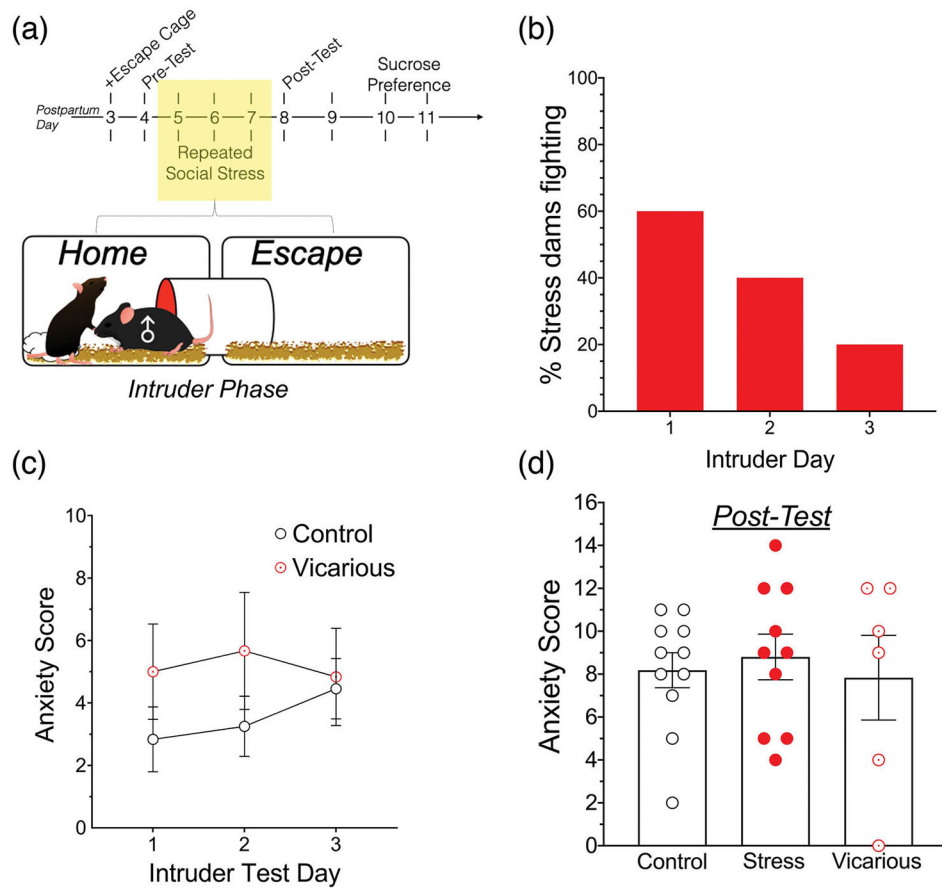 (a)
+Escape Cage
Pre-Test
Post-Test
Sucrose
Preference
Postpartum
Day
3 4 5 6 7 8 9 10 11
Repeated
Social Stress
Home
Escape
♂
Intruder Phase
(b)
100
80
60
40
20
0
% Stress dams fighting
1 2 3
Intruder Day
(c)
10
8
6
4
2
0
Anxiety Score
Control
Vicarious
1 2 3
Intruder Test Day
(d)
Post-Test
16
14
12
10
8
6
4
2
0
Anxiety Score
Control Stress Vicarious